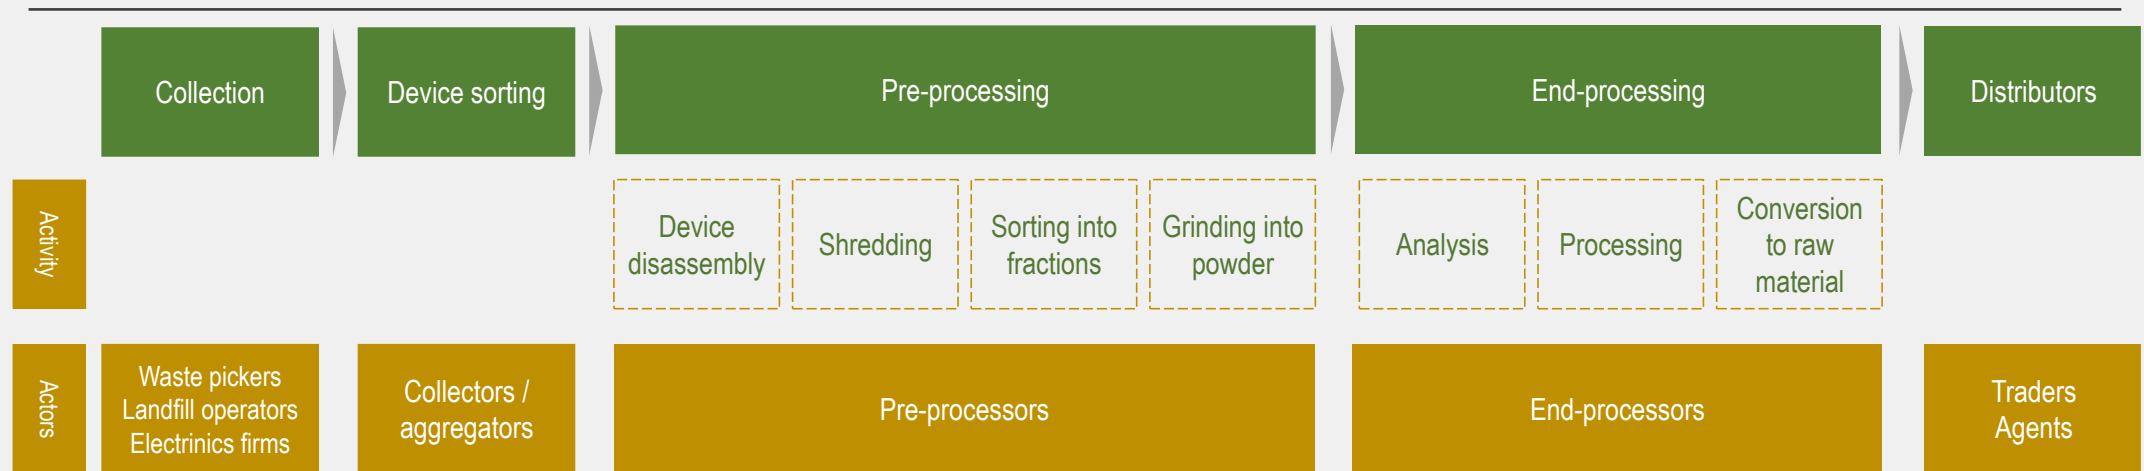 Collection
Device sorting
Pre-processing
End-processing
Distributors
Activity
Device
disassembly
Shredding
Sorting into
fractions
Grinding into
powder
Analysis
Processing
Conversion
to raw
material
Actors
Waste pickers
Landfill operators
Electrinics firms
Collectors /
aggregators
Pre-processors
End-processors
Traders
Agents